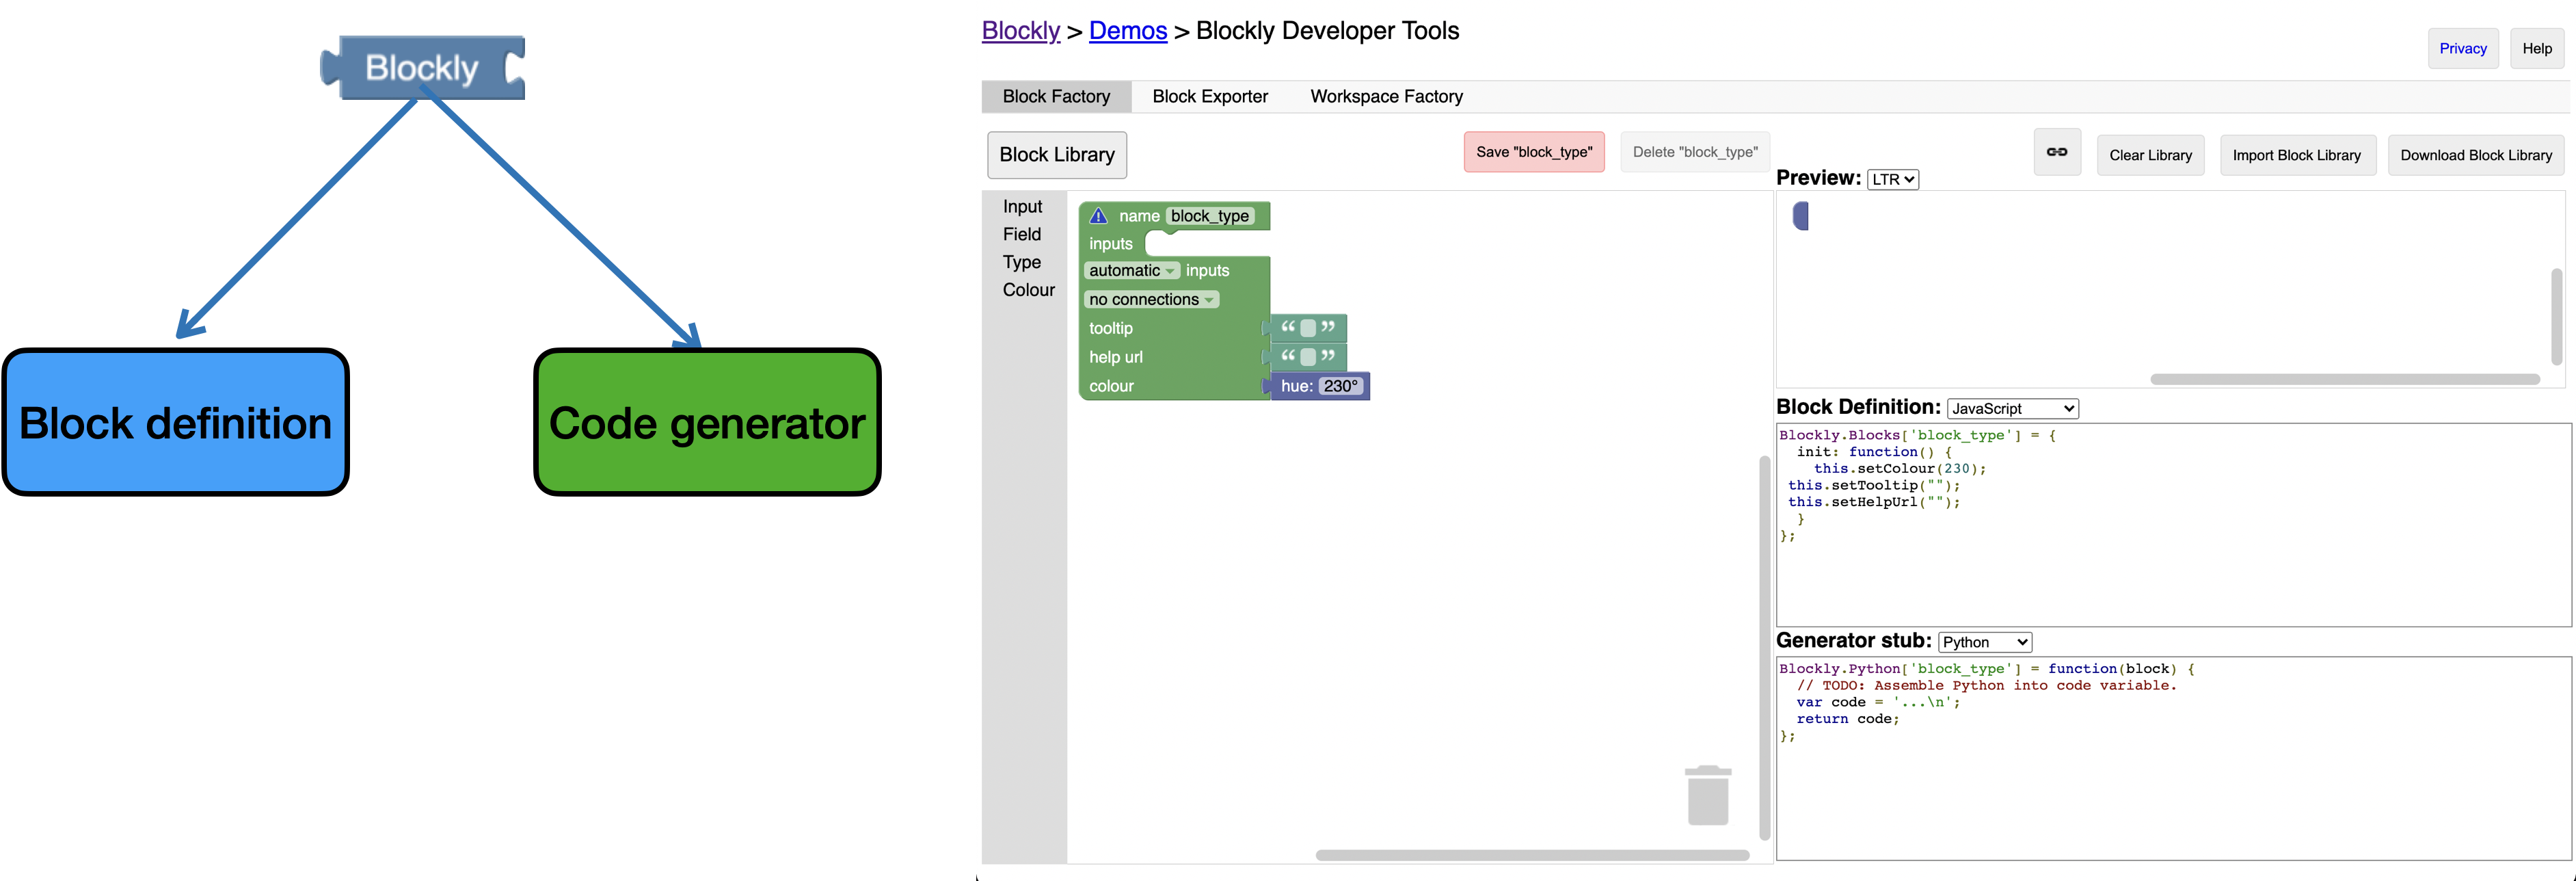 Blockly
Block definition
Code generator
Blockly > Demos > Blockly Developer Tools
Privacy
Help
Block Factory
Block Exporter
Workspace Factory
Block Library
Save "block_type"
Delete "block_type"
Clear Library
Import Block Library
Download Block Library
Input
Field
Type
Colour
name block_type
inputs
automatic inputs
no connections
tooltip “ ”
help url “ ”
colour hue: 230°
Preview: LTR
Block Definition: JavaScript
Blockly.Blocks['block_type'] = {
  init: function() {
    this.setColour(230);
 this.setTooltip("");
 this.setHelpUrl("");
  }
};
Generator stub: Python
Blockly.Python['block_type'] = function(block) {
  // TODO: Assemble Python into code variable.
  var code = '...\n';
  return code;
};